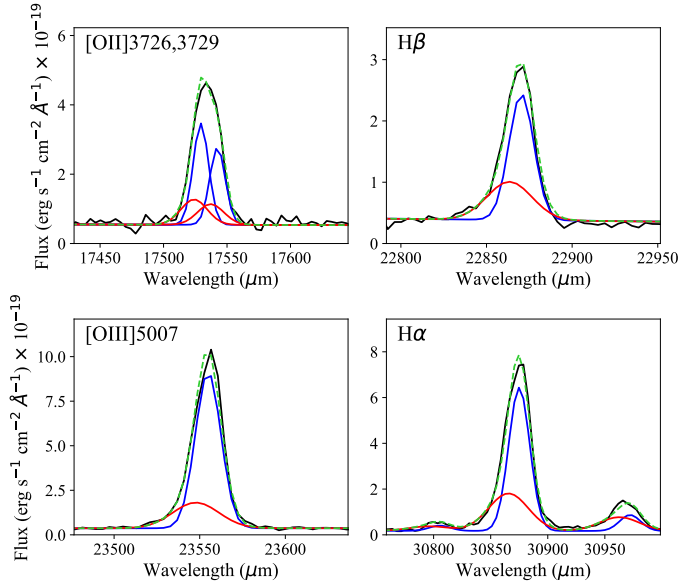 [OII]3726,3729
Flux (erg s⁻¹ cm⁻² Å⁻¹) × 10⁻¹⁹
6
4
2
0
17450 17500 17550 17600
Wavelength (μm)
Hβ
3
2
1
0
22800 22850 22900 22950
Wavelength (μm)
[OIII]5007
Flux (erg s⁻¹ cm⁻² Å⁻¹) × 10⁻¹⁹
10.0
7.5
5.0
2.5
0.0
23500 23550 23600
Wavelength (μm)
Hα
8
6
4
2
0
30800 30850 30900 30950
Wavelength (μm)